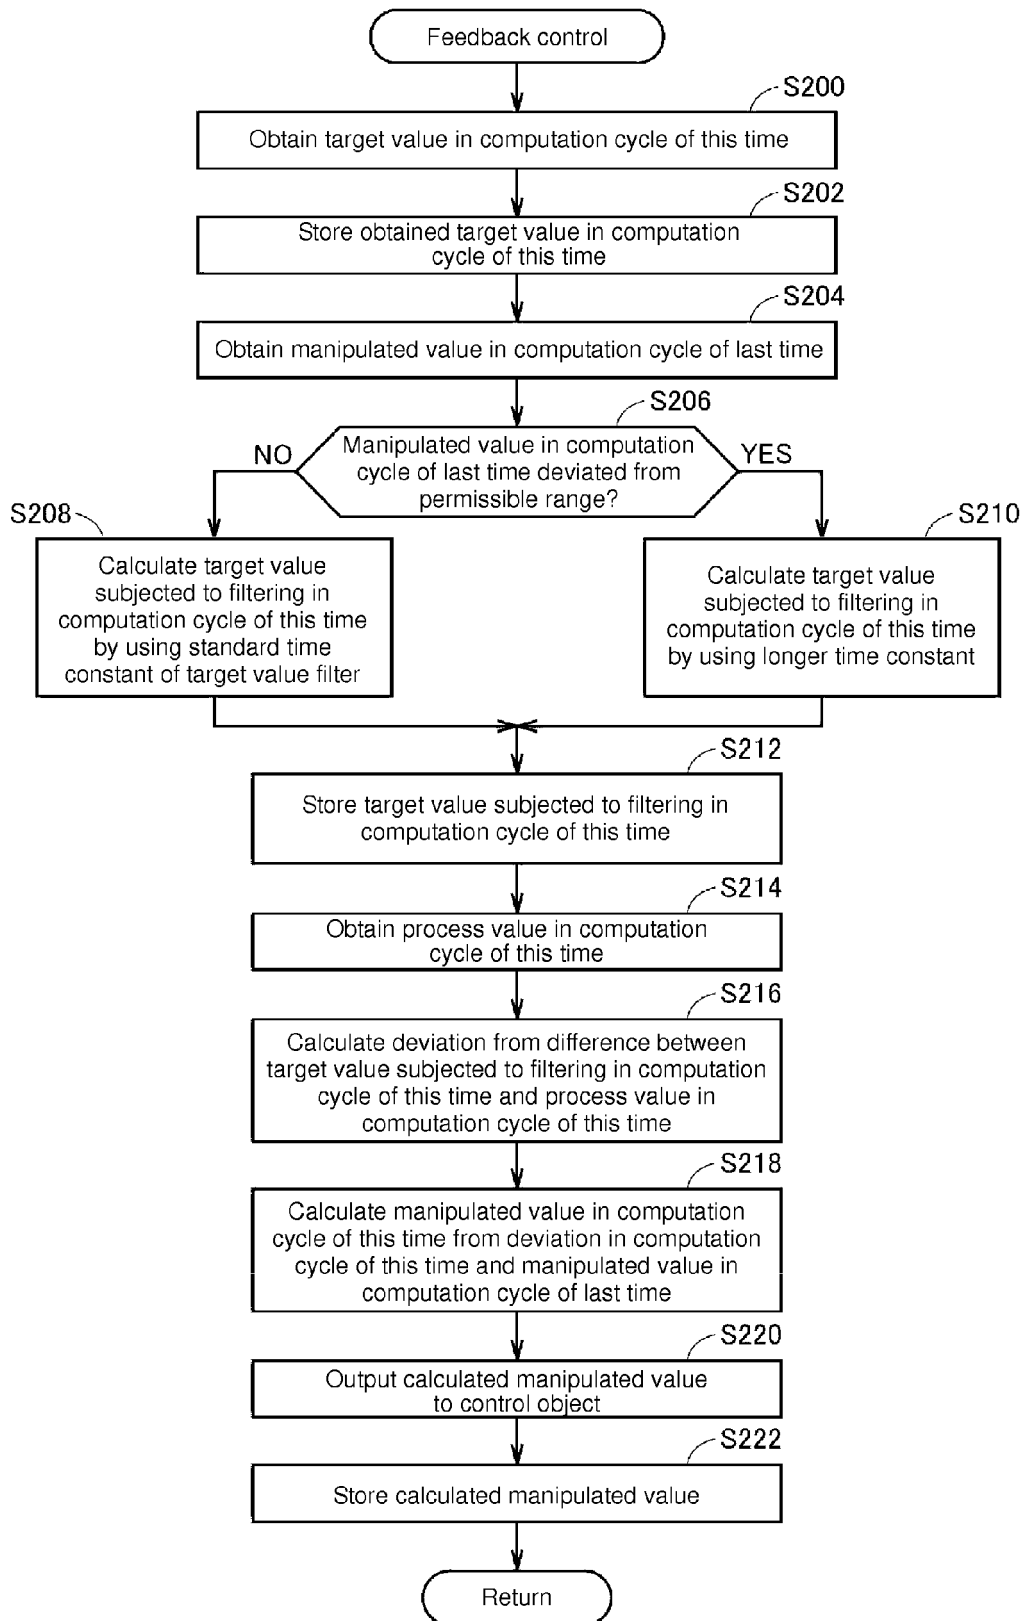 Feedback control
S200
Obtain target value in computation cycle of this time
S202
Store obtained target value in computation
cycle of this time
S204
Obtain manipulated value in computation cycle of last time
S206
Manipulated value in computation
cycle of last time deviated from
permissible range?
NO
YES
S208
Calculate target value
subjected to filtering in
computation cycle of this time
by using standard time
constant of target value filter
S210
Calculate target value
subjected to filtering in
computation cycle of this time
by using longer time constant
S212
Store target value subjected to filtering in
computation cycle of this time
S214
Obtain process value in computation
cycle of this time
S216
Calculate deviation from difference between
target value subjected to filtering in computation
cycle of this time and process value in
computation cycle of this time
S218
Calculate manipulated value in computation
cycle of this time from deviation in computation
cycle of this time and manipulated value in
computation cycle of last time
S220
Output calculated manipulated value
to control object
S222
Store calculated manipulated value
Return